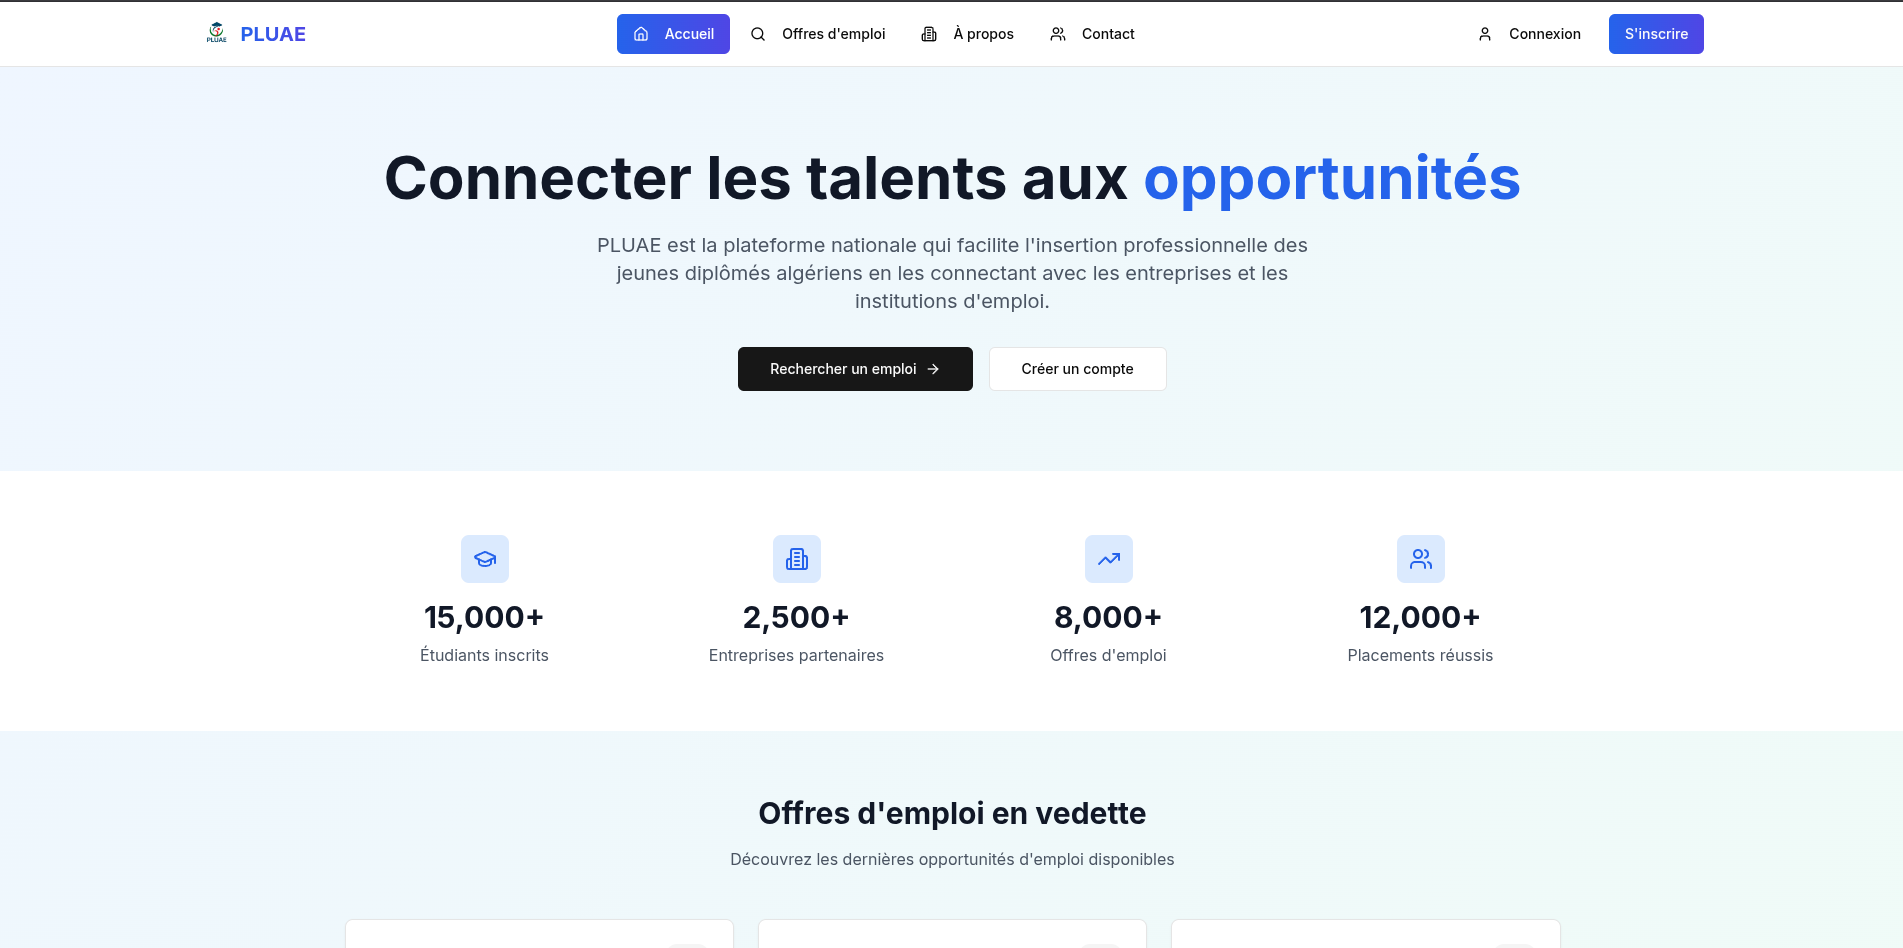 PLUAE
PLUAE
Accueil
Offres d'emploi
À propos
Contact
Connexion
S'inscrire
Connecter les talents aux opportunités
PLUAE est la plateforme nationale qui facilite l'insertion professionnelle des
jeunes diplômés algériens en les connectant avec les entreprises et les
institutions d'emploi.
Rechercher un emploi
Créer un compte
15,000+
Étudiants inscrits
2,500+
Entreprises partenaires
8,000+
Offres d'emploi
12,000+
Placements réussis
Offres d'emploi en vedette
Découvrez les dernières opportunités d'emploi disponibles